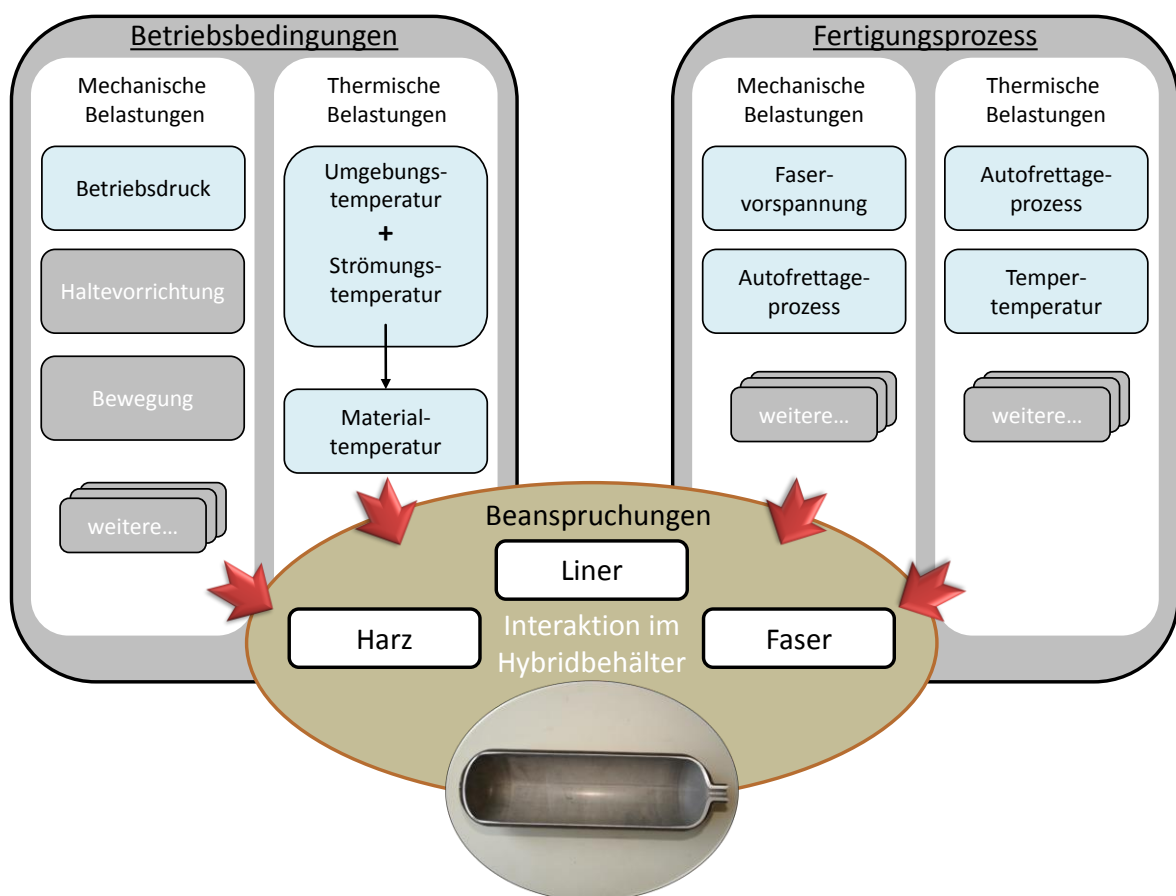 Betriebsbedingungen
Mechanische
Belastungen
Betriebsdruck
Haltevorrichtung
Bewegung
weitere...
Thermische
Belastungen
Umgebungs-
temperatur
+
Strömungs-
temperatur
Material-
temperatur
Fertigungsprozess
Mechanische
Belastungen
Faser-
vorspannung
Autofrettage-
prozess
weitere...
Thermische
Belastungen
Autofrettage-
prozess
Temper-
temperatur
weitere...
Beanspruchungen
Liner
Harz
Interaktion im
Hybridbehälter
Faser